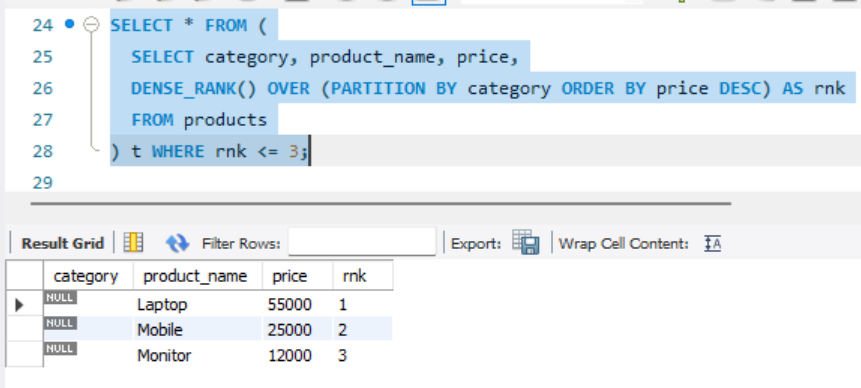 24 SELECT * FROM (
25 SELECT category, product_name, price,
26 DENSE_RANK() OVER (PARTITION BY category ORDER BY price DESC) AS rnk
27 FROM products
28 ) t WHERE rnk <= 3;
29
Result Grid Filter Rows: Export: Wrap Cell Content: IA
category product_name price rnk
NULL Laptop 55000 1
NULL Mobile 25000 2
NULL Monitor 12000 3